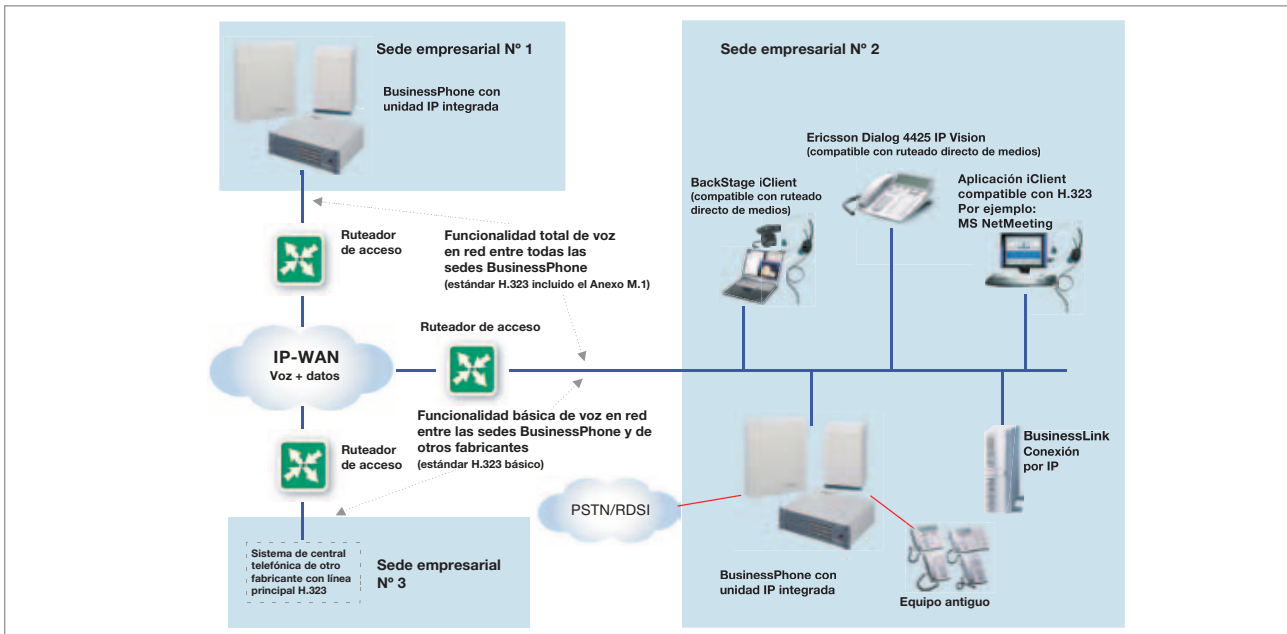 Sede empresarial Nº 1
BusinessPhone con
unidad IP integrada
Sede empresarial Nº 2
Ericsson Dialog 4425 IP Vision
(compatible con ruteado directo de medios)
BackStage iClient
(compatible con ruteado
directo de medios)
Aplicación iClient
compatible con H.323
Por ejemplo:
MS NetMeeting
Ruteador
de acceso
Funcionalidad total de voz
en red entre todas las
sedes BusinessPhone
(estándar H.323 incluido el Anexo M.1)
Ruteador de acceso
IP-WAN
Voz + datos
Funcionalidad básica de voz en red
entre las sedes BusinessPhone y de
otros fabricantes
(estándar H.323 básico)
Ruteador
de acceso
BusinessLink
Conexión
por IP
PSTN/RDSI
Sistema de central
telefónica de otro
fabricante con línea
principal H.323
Sede empresarial
Nº 3
BusinessPhone con
unidad IP integrada
Equipo antiguo